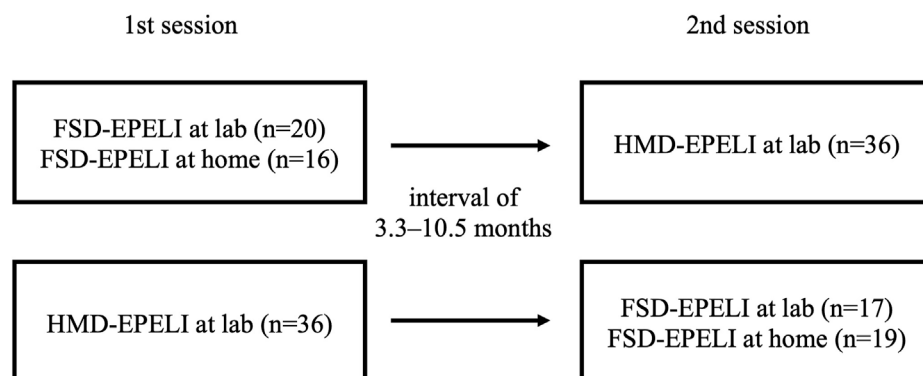 1st session
2nd session
FSD-EPELI at lab (n=20)
FSD-EPELI at home (n=16)
HMD-EPELI at lab (n=36)
interval of
3.3–10.5 months
HMD-EPELI at lab (n=36)
FSD-EPELI at lab (n=17)
FSD-EPELI at home (n=19)